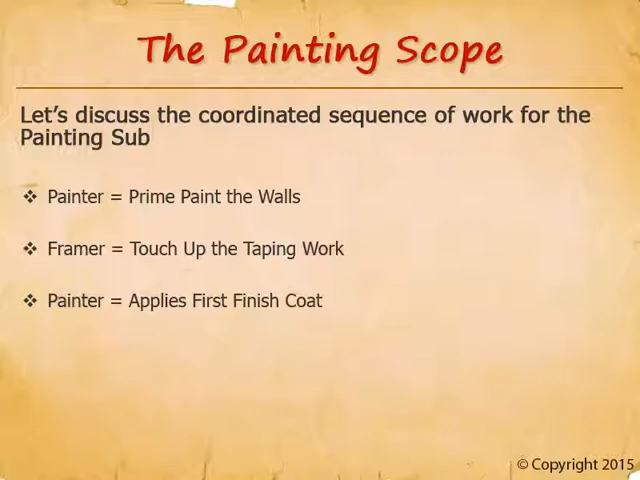 The Painting Scope
Let's discuss the coordinated sequence of work for the
Painting Sub
❖ Painter = Prime Paint the Walls
❖ Framer = Touch Up the Taping Work
❖ Painter = Applies First Finish Coat
© Copyright 2015